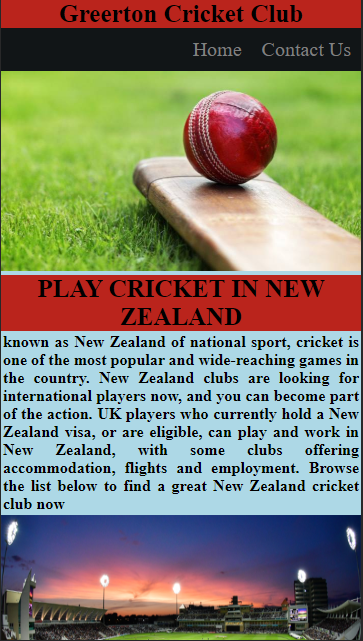 Greerton Cricket Club
Home Contact Us
PLAY CRICKET IN NEW
ZEALAND
known as New Zealand of national sport, cricket is
one of the most popular and wide-reaching games in
the country. New Zealand clubs are looking for
international players now, and you can become part
of the action. UK players who currently hold a New
Zealand visa, or are eligible, can play and work in
New Zealand, with some clubs offering
accommodation, flights and employment. Browse
the list below to find a great New Zealand cricket
club now